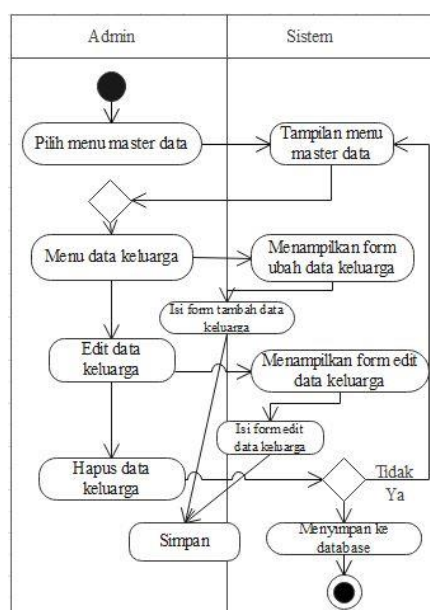 Admin
Sistem
Pilih menu master data
Tampilan menu
master data
Menu data keluarga
Menampilkan form
ubah data keluarga
Isi form tambah data
keluarga
Edit data
keluarga
Menampilkan form edit
data keluarga
Isi form edit
data keluarga
Hapus data
keluarga
Tidak
Ya
Simpan
Menyimpan ke
database